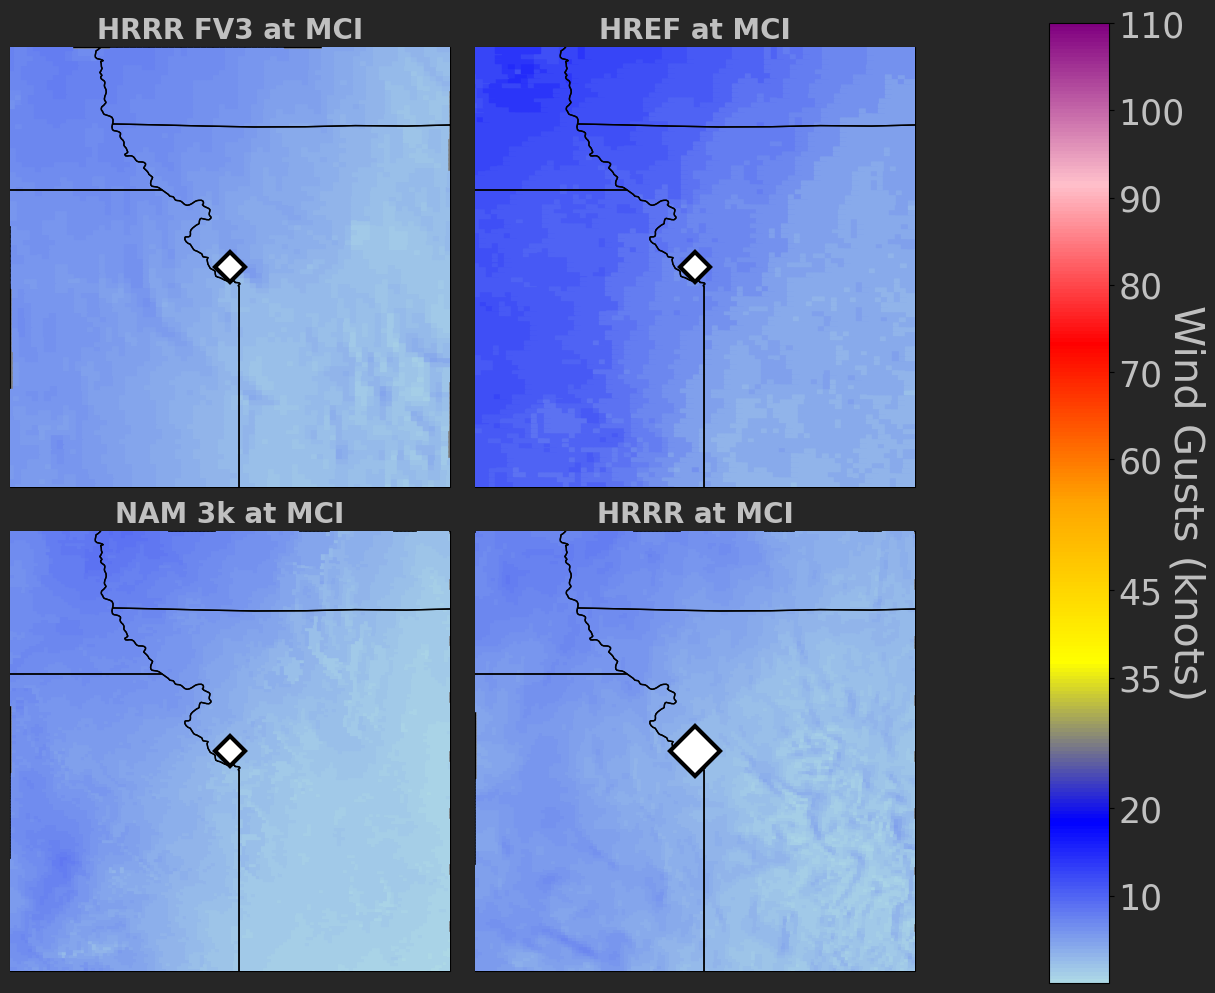 HRRR FV3 at MCI
HREF at MCI
NAM 3k at MCI
HRRR at MCI
110
100
90
80
70
60
45
35
20
10
Wind Gusts (knots)